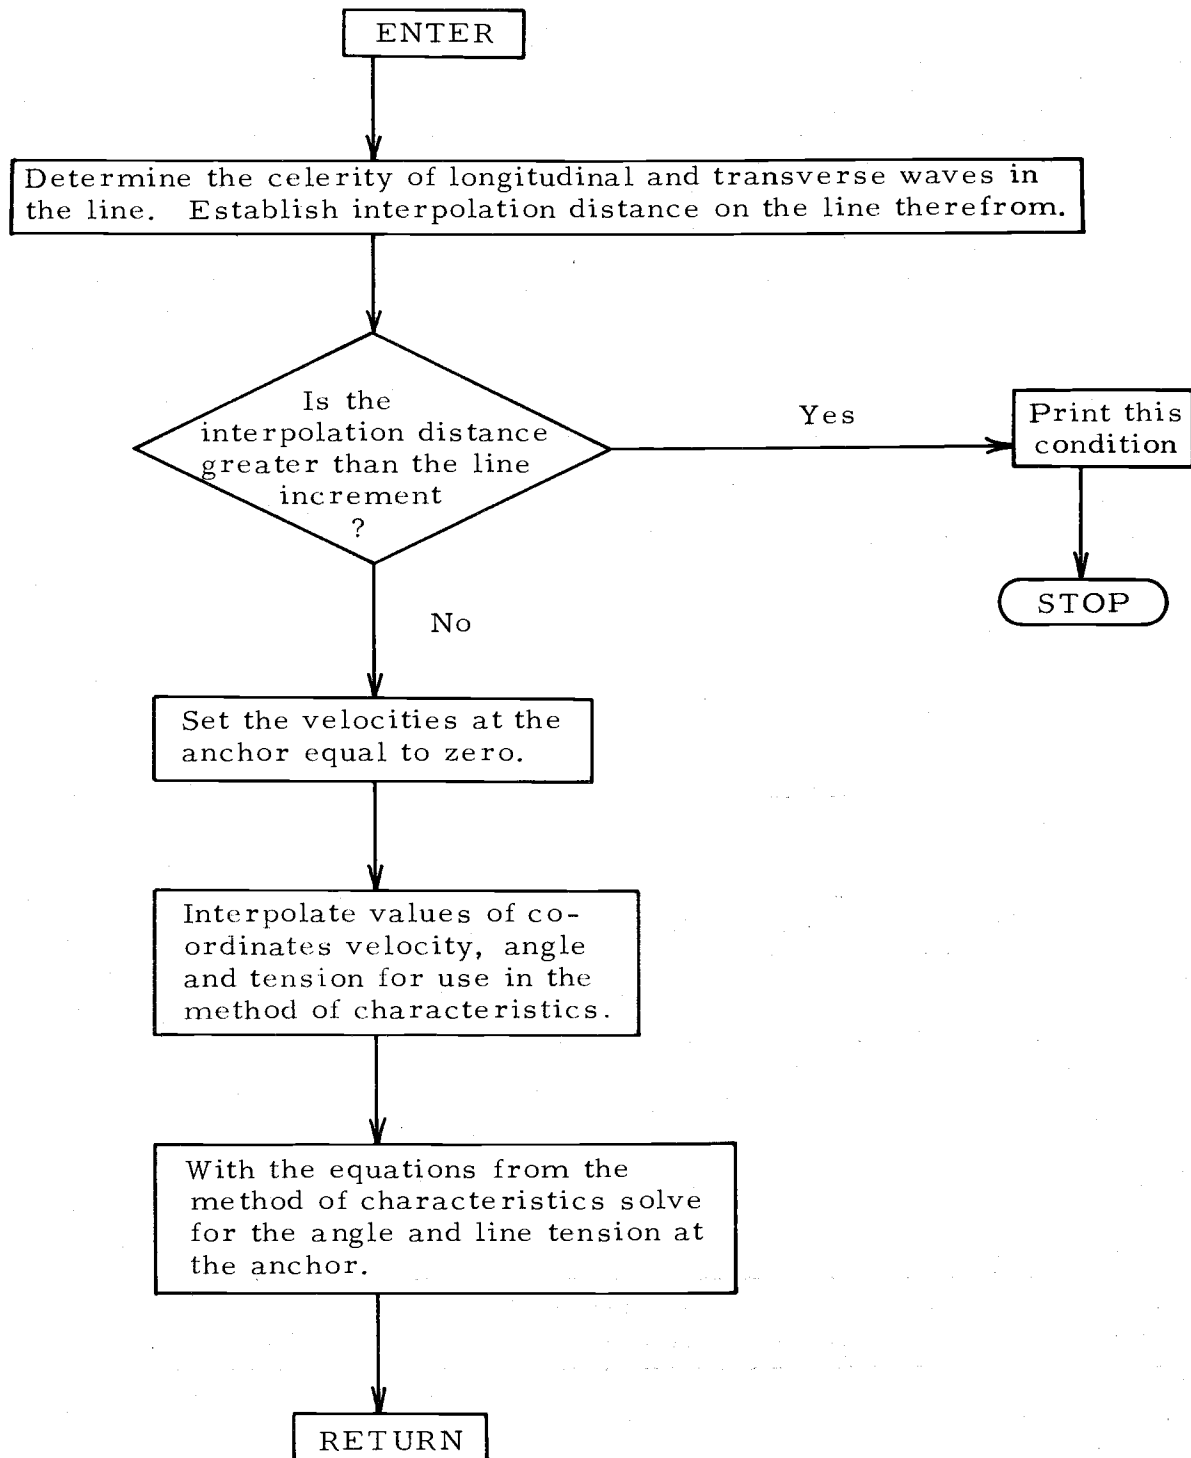 ENTER
Determine the celerity of longitudinal and transverse waves in
the line. Establish interpolation distance on the line therefrom.
Is the
interpolation distance
greater than the line
increment
?
Yes
Print this
condition
STOP
No
Set the velocities at the
anchor equal to zero.
Interpolate values of co-
ordinates velocity, angle
and tension for use in the
method of characteristics.
With the equations from the
method of characteristics solve
for the angle and line tension at
the anchor.
RETURN